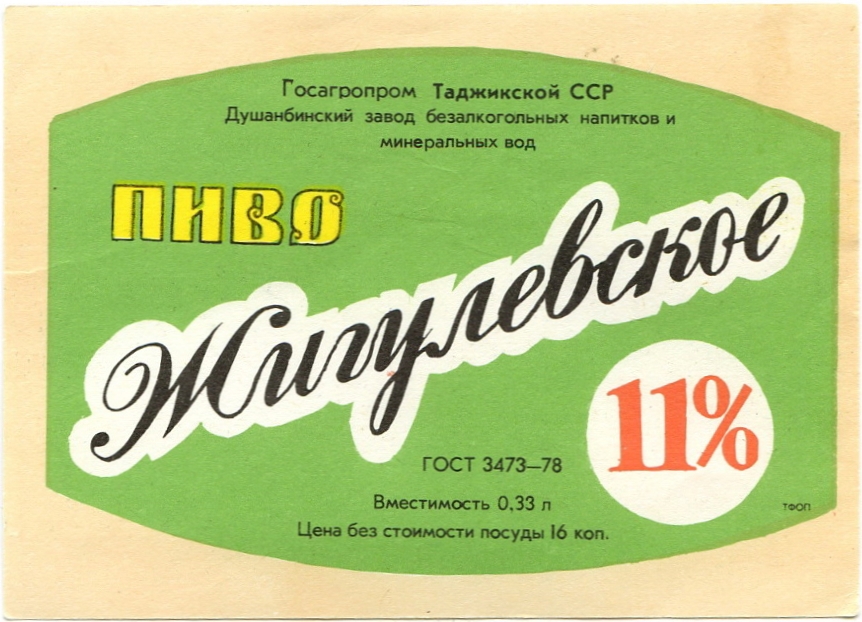 Госагропром Таджикской ССР
Душанбинский завод безалкогольных напитков и
минеральных вод
ПИВО
Жигулевское
11%
ГОСТ 3473—78
Вместимость 0,33 л
Цена без стоимости посуды 16 коп.
ТФОП